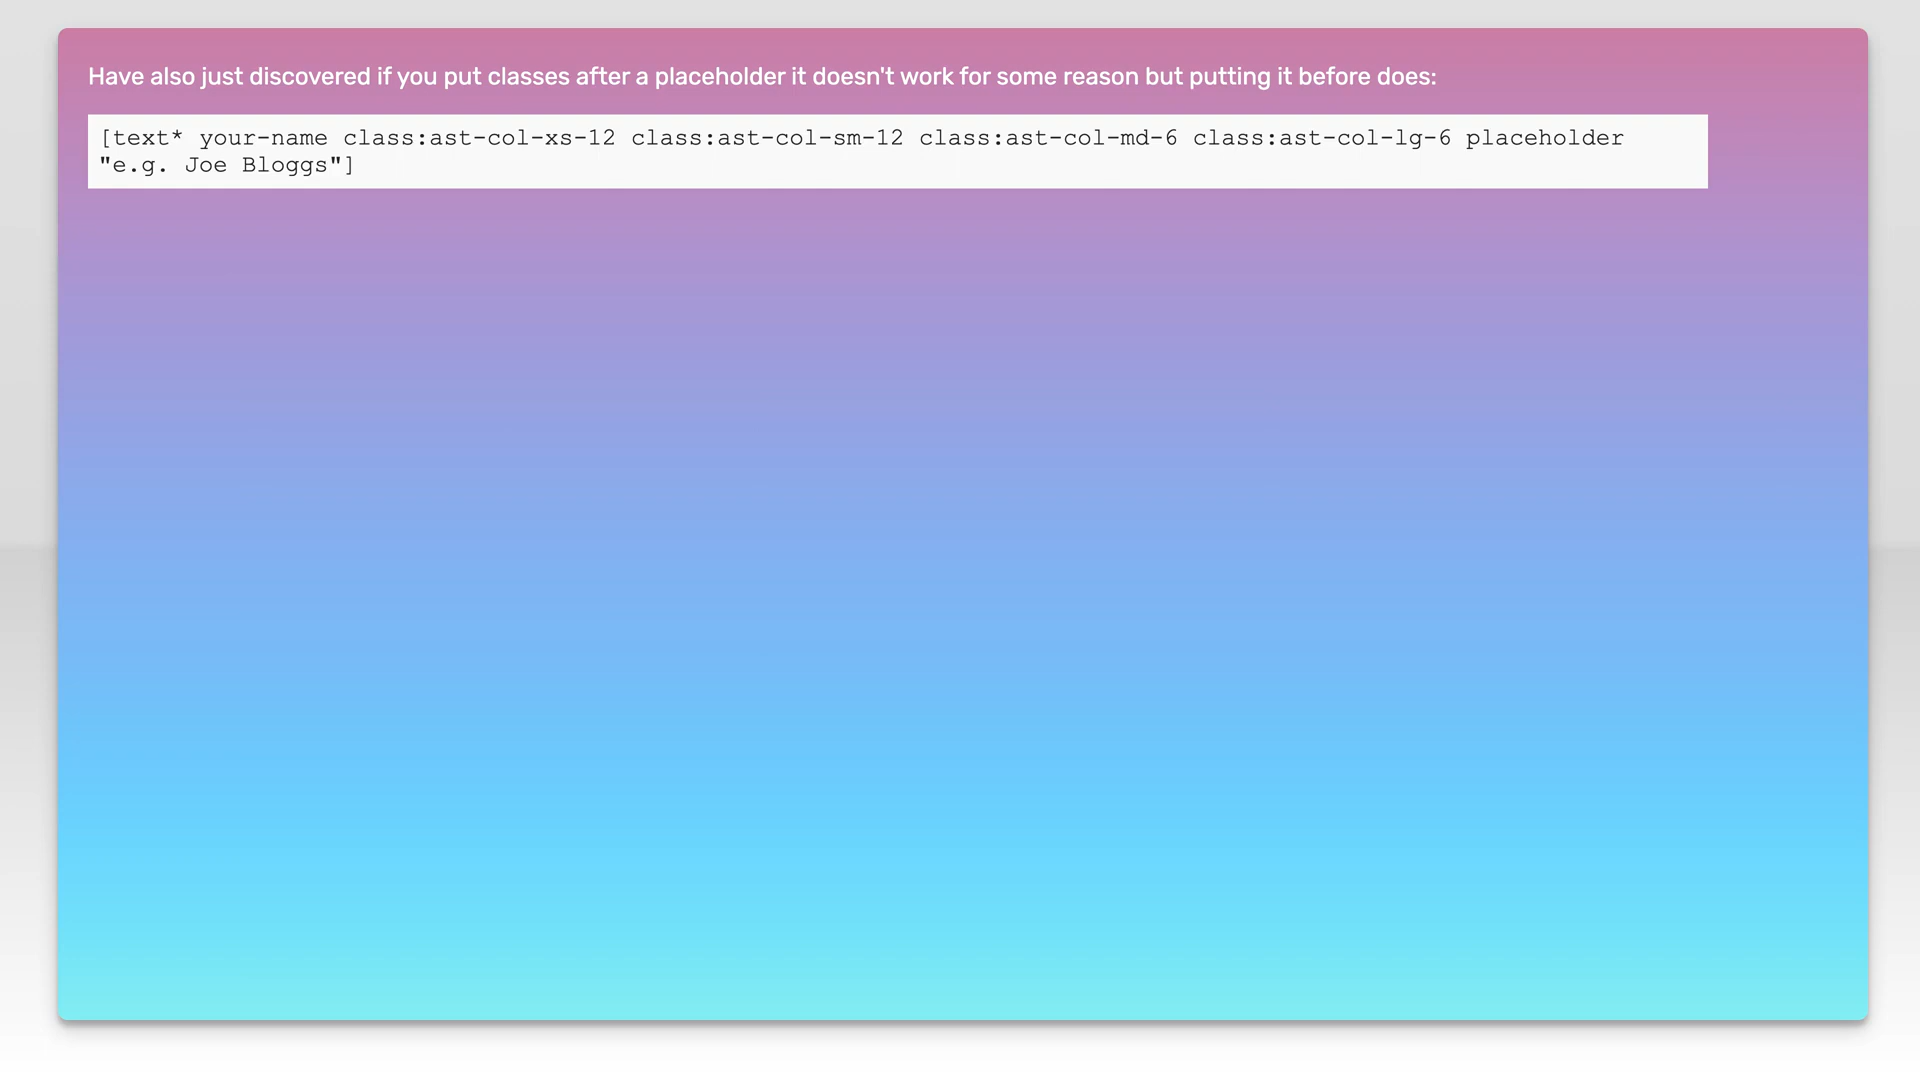 Have also just discovered if you put classes after a placeholder it doesn't work for some reason but putting it before does:
[text* your-name class:ast-col-xs-12 class:ast-col-sm-12 class:ast-col-md-6 class:ast-col-lg-6 placeholder
"e.g. Joe Bloggs"]